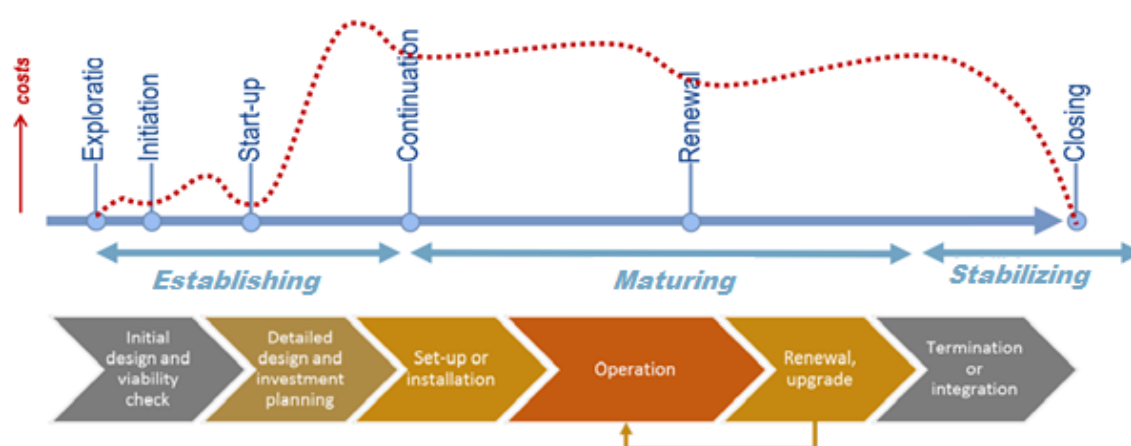 costs
Exploratio
Initiation
Start-up
Continuation
Renewal
Closing
Establishing
Maturing
Stabilizing
Initial
design and
viability
check
Detailed
design and
investment
planning
Set-up or
installation
Operation
Renewal,
upgrade
Termination
or
integration